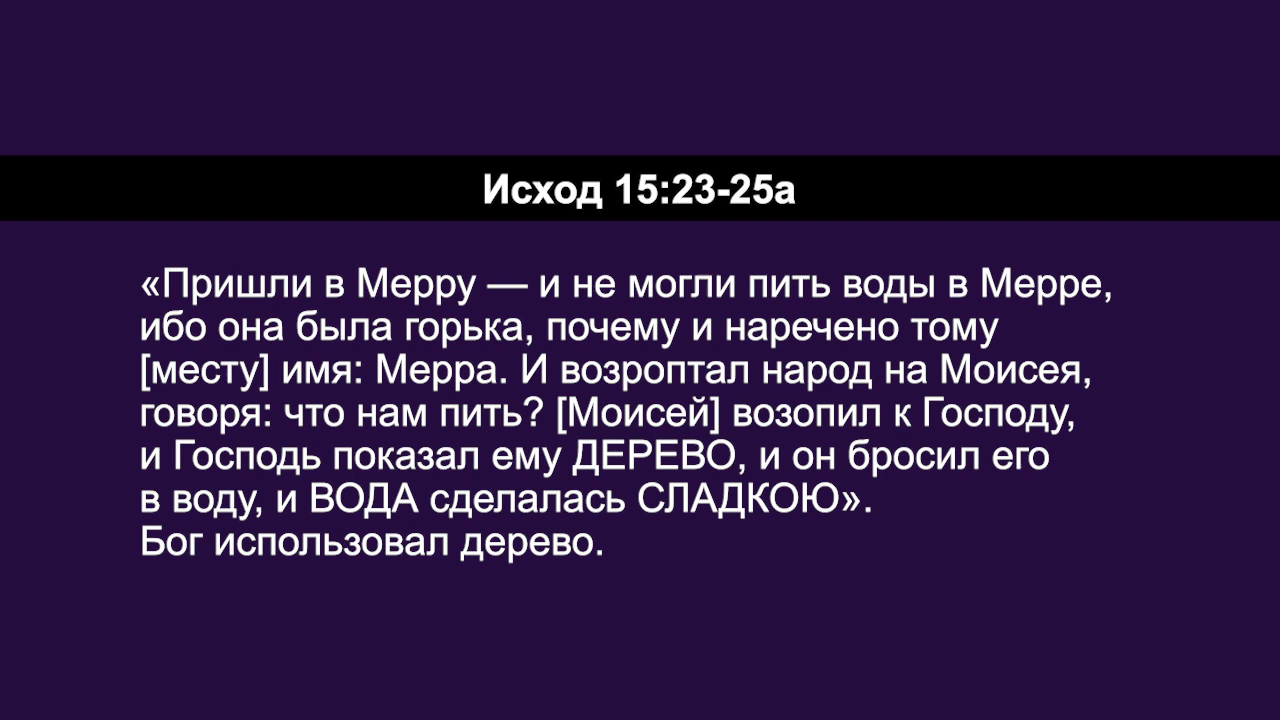 Исход 15:23-25а
«Пришли в Мерру — и не могли пить воды в Мерре,
ибо она была горька, почему и наречено тому
[месту] имя: Мерра. И возроптал народ на Моисея,
говоря: что нам пить? [Моисей] возопил к Господу,
и Господь показал ему ДЕРЕВО, и он бросил его
в воду, и ВОДА сделалась СЛАДКОЮ».
Бог использовал дерево.